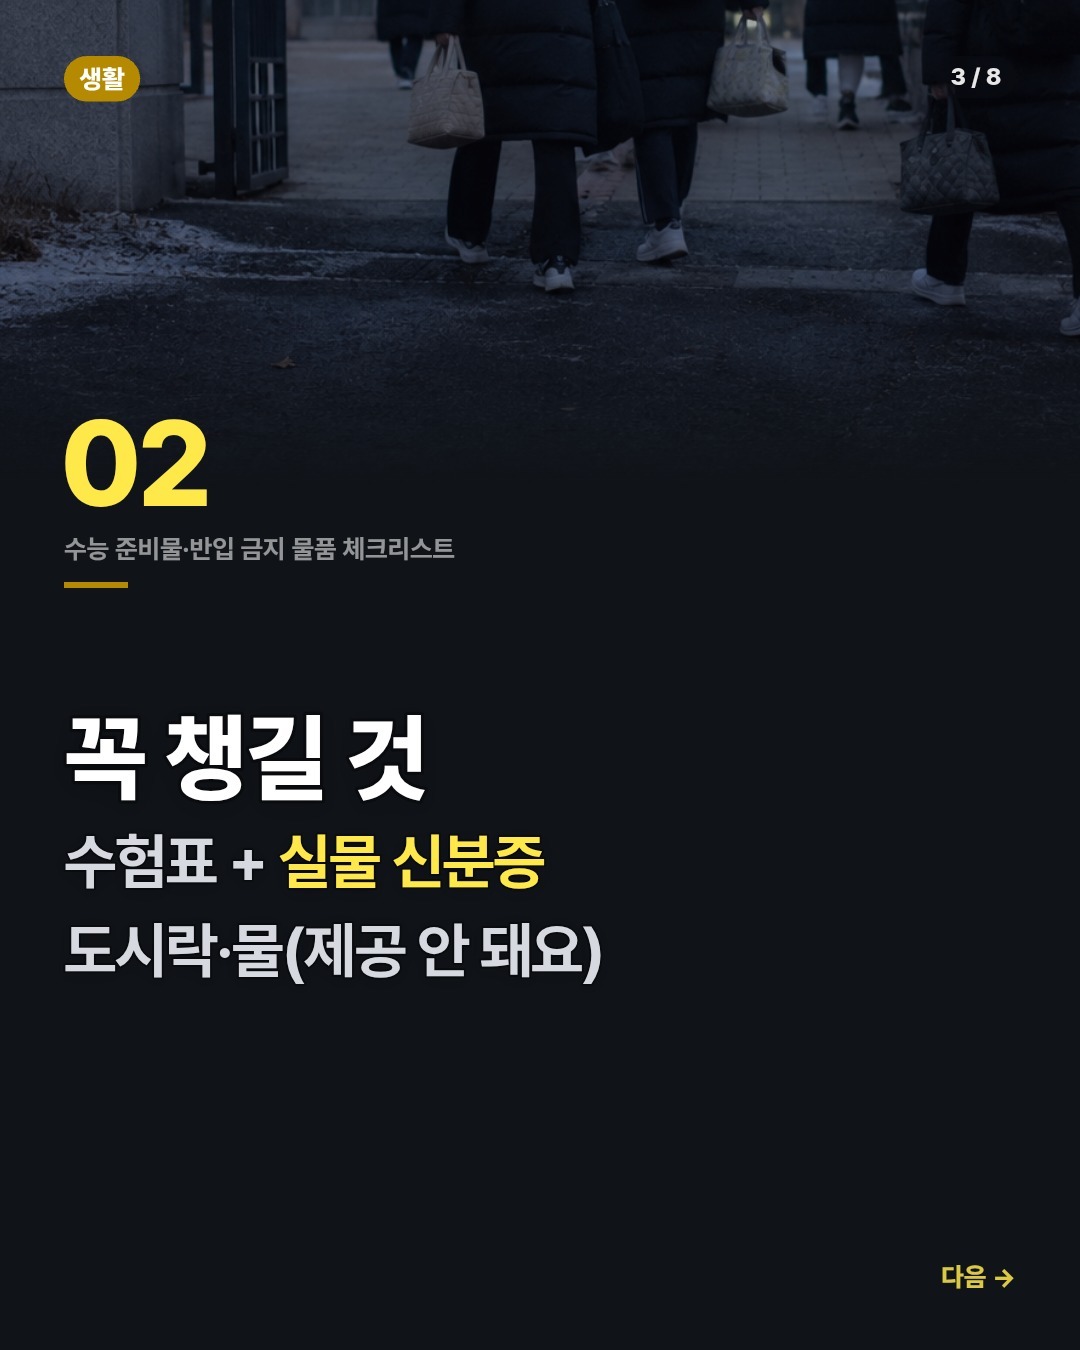 생활
3 / 8
02
수능 준비물·반입 금지 물품 체크리스트
꼭 챙길 것
수험표 + 실물 신분증
도시락·물(제공 안 돼요)
다음 →